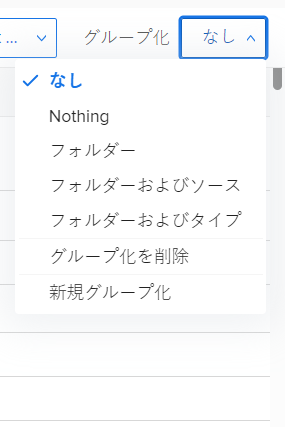 ... グループ化 なし
なし
Nothing
フォルダー
フォルダーおよびソース
フォルダーおよびタイプ
グループ化を削除
新規グループ化